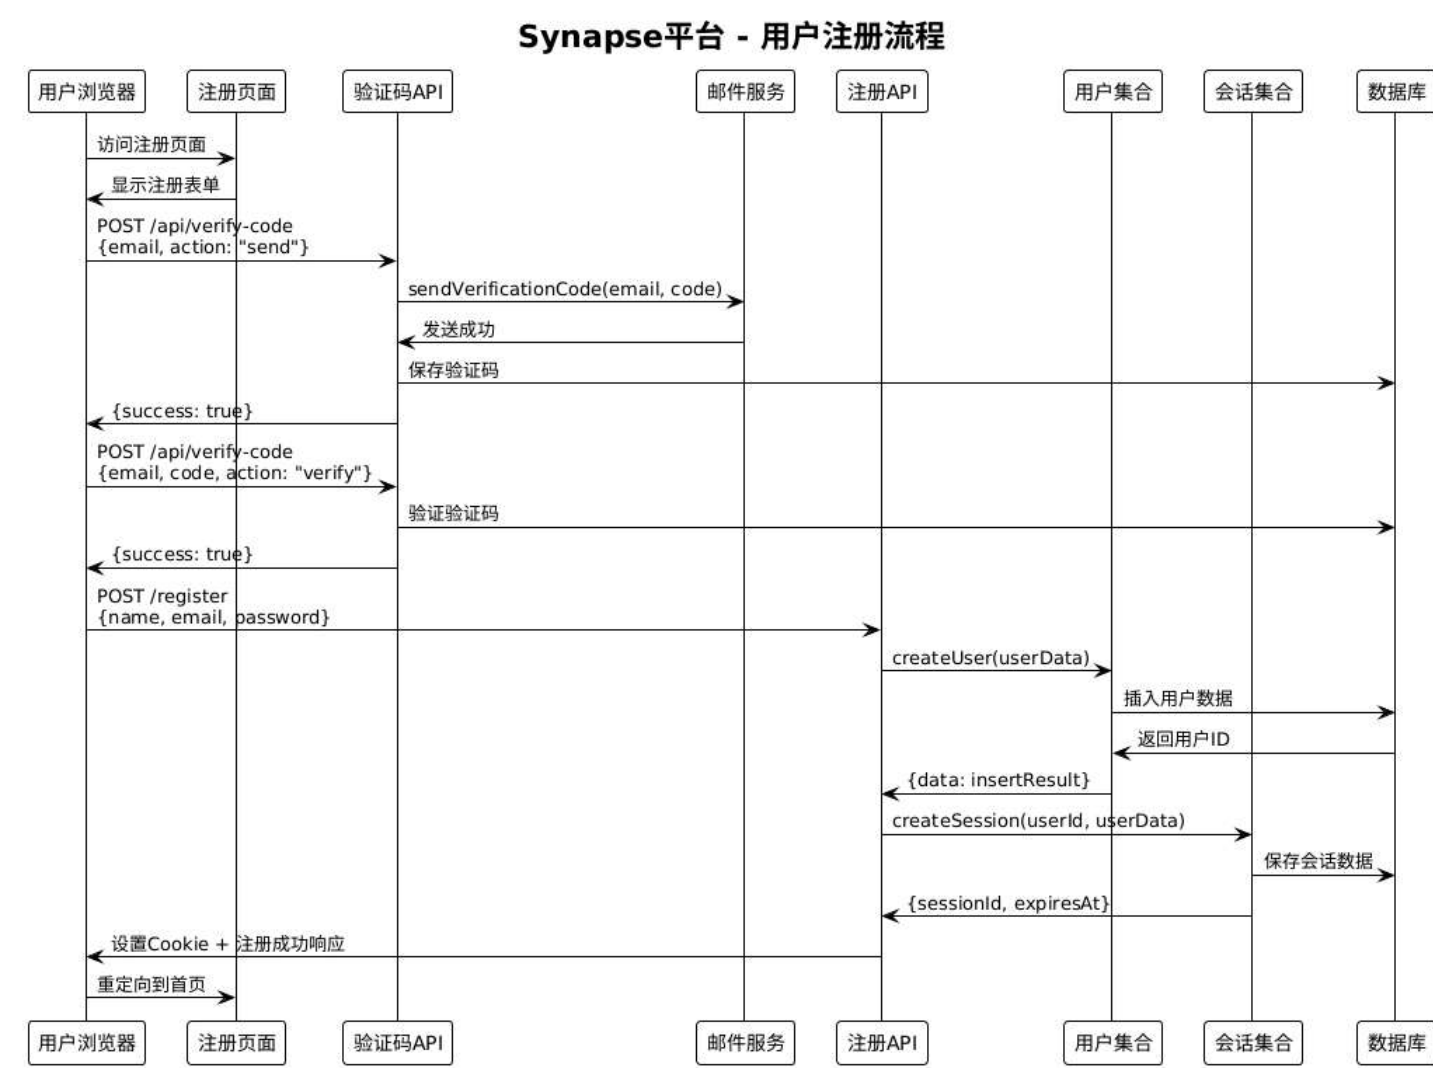 Synapse平台 - 用户注册流程
用户浏览器
注册页面
验证码API
邮件服务
注册API
用户集合
会话集合
数据库
访问注册页面
显示注册表单
POST /api/verify-code
{email, action: "send"}
sendVerificationCode(email, code)
发送成功
保存验证码
{success: true}
POST /api/verify-code
{email, code, action: "verify"}
验证验证码
{success: true}
POST /register
{name, email, password}
createUser(userData)
插入用户数据
返回用户ID
{data: insertResult}
createSession(userId, userData)
保存会话数据
{sessionId, expiresAt}
设置Cookie + 注册成功响应
重定向到首页
用户浏览器
注册页面
验证码API
邮件服务
注册API
用户集合
会话集合
数据库